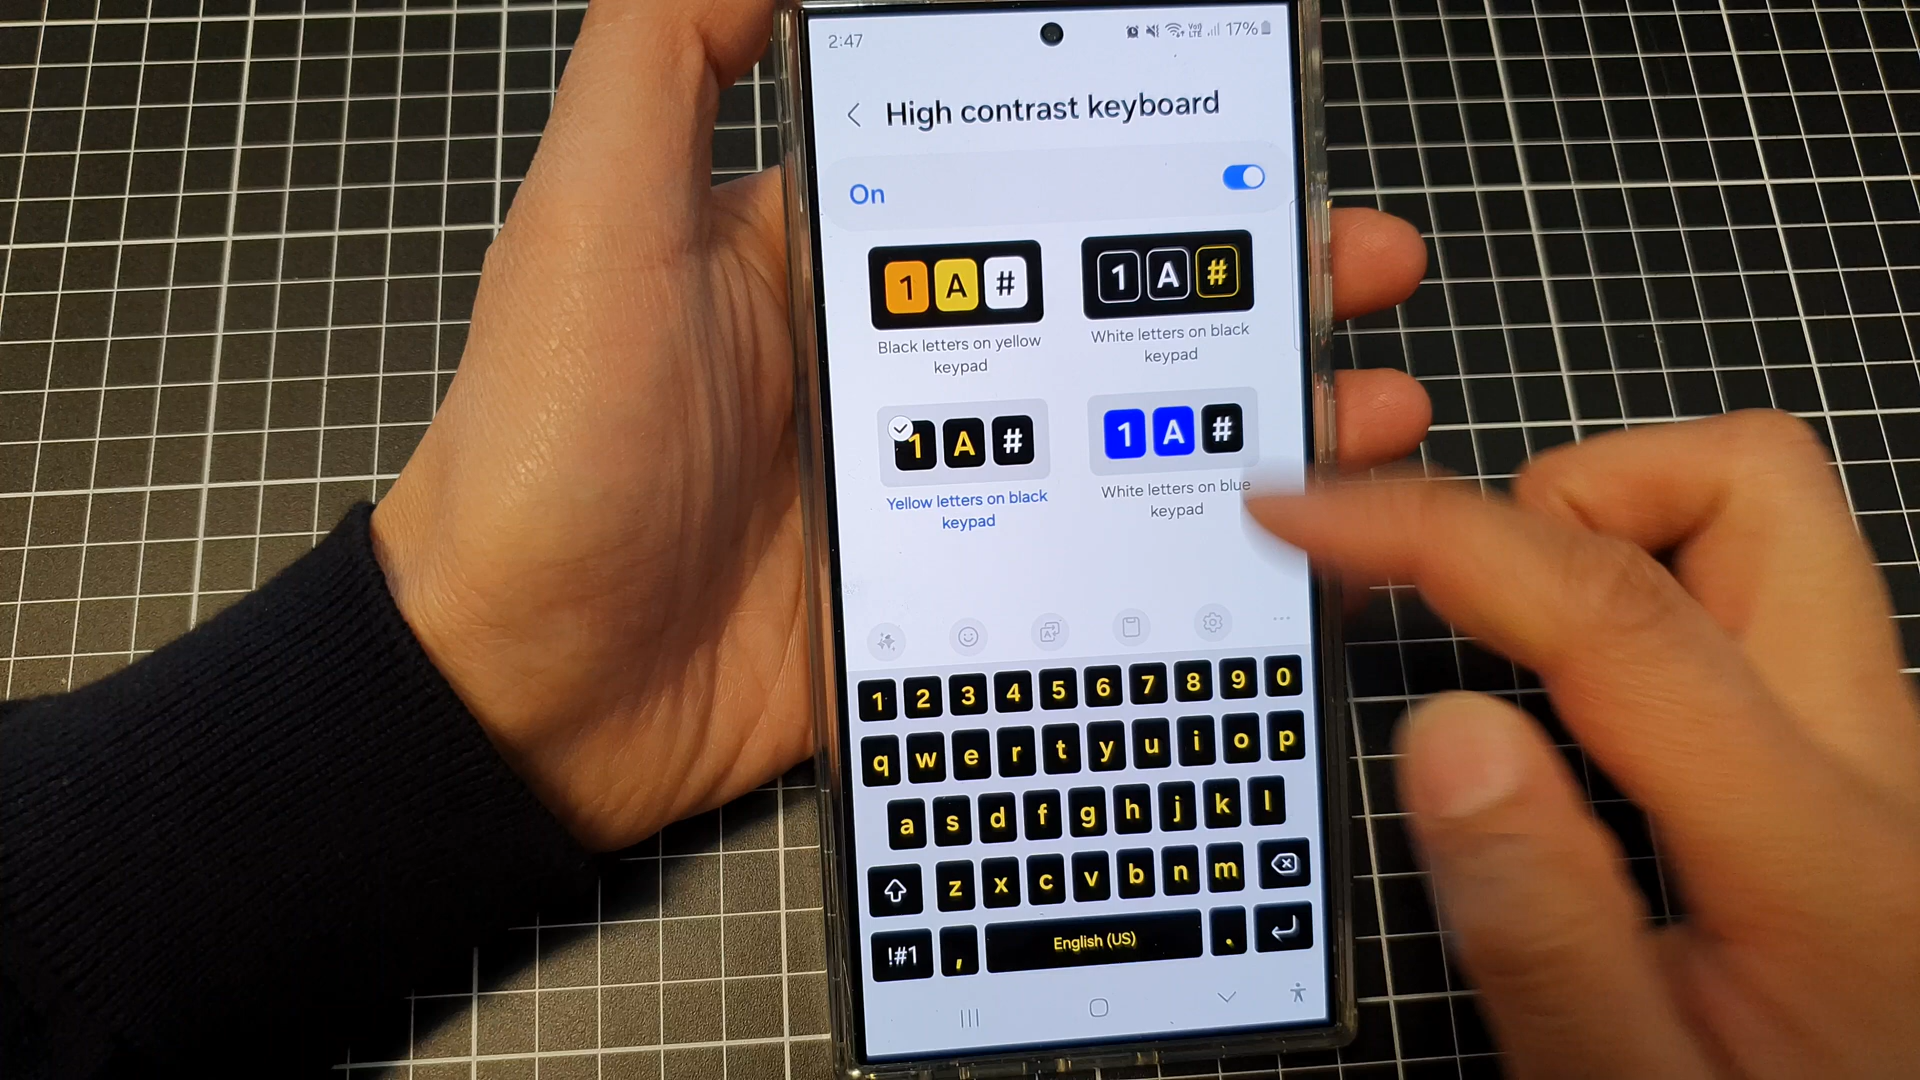 2:47
VoD LTE 17%
High contrast keyboard
On
1 A #
1 A #
Black letters on yellow
keypad
White letters on black
keypad
1 A #
1 A #
Yellow letters on black
keypad
White letters on blue
keypad
1 2 3 4 5 6 7 8 9 0
q w e r t y u i o p
a s d f g h j k l
z x c v b n m
!#1 , English (US) .